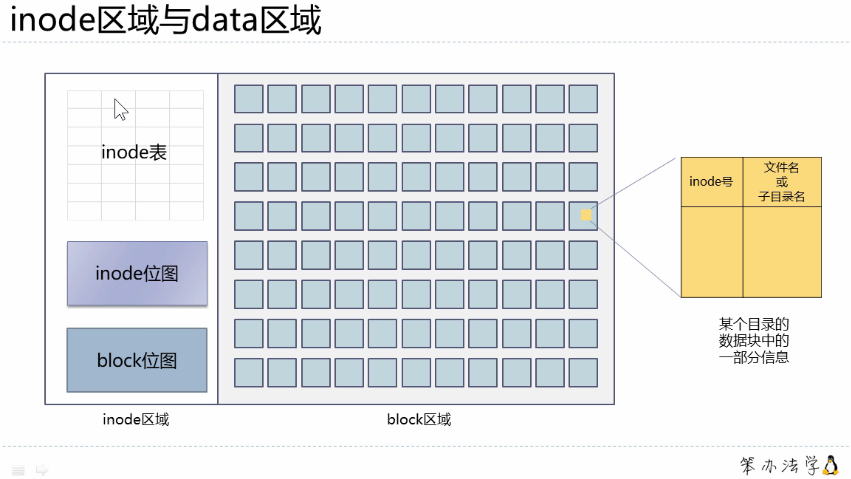 inode区域与data区域
inode表
inode位图
block位图
inode区域
block区域
inode号
文件名
或
子目录名
某个目录的
数据块中的
一部分信息
笨办法学